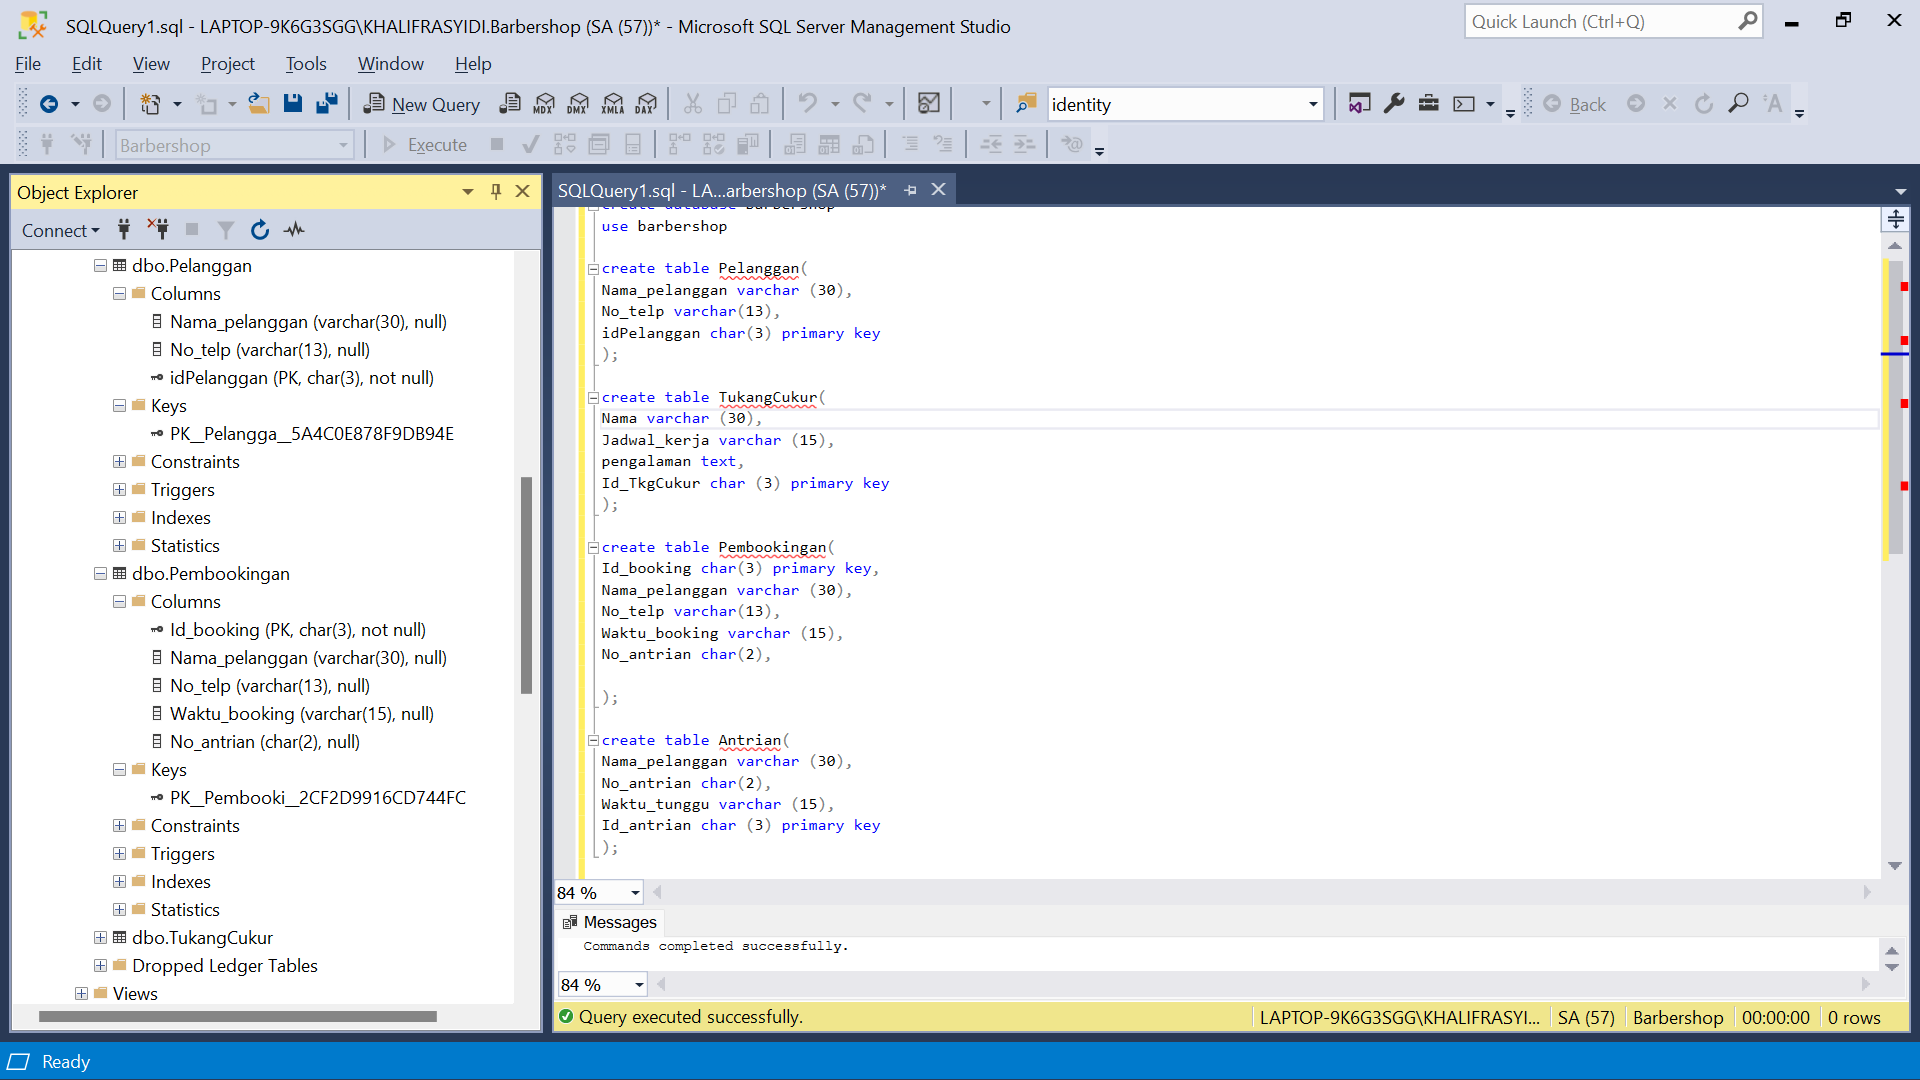 SQLQuery1.sql - LAPTOP-9K6G3SGG\KHALIFRASYIDI.Barbershop (SA (57))* - Microsoft SQL Server Management Studio
Quick Launch (Ctrl+Q)
File Edit View Project Tools Window Help
New Query
MDX DMX XMLA DAX
identity
Back
Barbershop
Execute
Object Explorer
Connect
dbo.Pelanggan
Columns
Nama_pelanggan (varchar(30), null)
No_telp (varchar(13), null)
idPelanggan (PK, char(3), not null)
Keys
PK__Pelangga__5A4C0E878F9DB94E
Constraints
Triggers
Indexes
Statistics
dbo.Pembookingan
Columns
Id_booking (PK, char(3), not null)
Nama_pelanggan (varchar(30), null)
No_telp (varchar(13), null)
Waktu_booking (varchar(15), null)
No_antrian (char(2), null)
Keys
PK__Pembooki__2CF2D9916CD744FC
Constraints
Triggers
Indexes
Statistics
dbo.TukangCukur
Dropped Ledger Tables
Views
SQLQuery1.sql - LA...arbershop (SA (57))*
create database barbershop
use barbershop
create table Pelanggan(
Nama_pelanggan varchar (30),
No_telp varchar(13),
idPelanggan char(3) primary key
);
create table TukangCukur(
Nama varchar (30),
Jadwal_kerja varchar (15),
pengalaman text,
Id_TkgCukur char (3) primary key
);
create table Pembookingan(
Id_booking char(3) primary key,
Nama_pelanggan varchar (30),
No_telp varchar(13),
Waktu_booking varchar (15),
No_antrian char(2),
);
create table Antrian(
Nama_pelanggan varchar (30),
No_antrian char(2),
Waktu_tunggu varchar (15),
Id_antrian char (3) primary key
);
84 %
Messages
Commands completed successfully.
84 %
Query executed successfully.
LAPTOP-9K6G3SGG\KHALIFRASYI... SA (57) Barbershop 00:00:00 0 rows
Ready